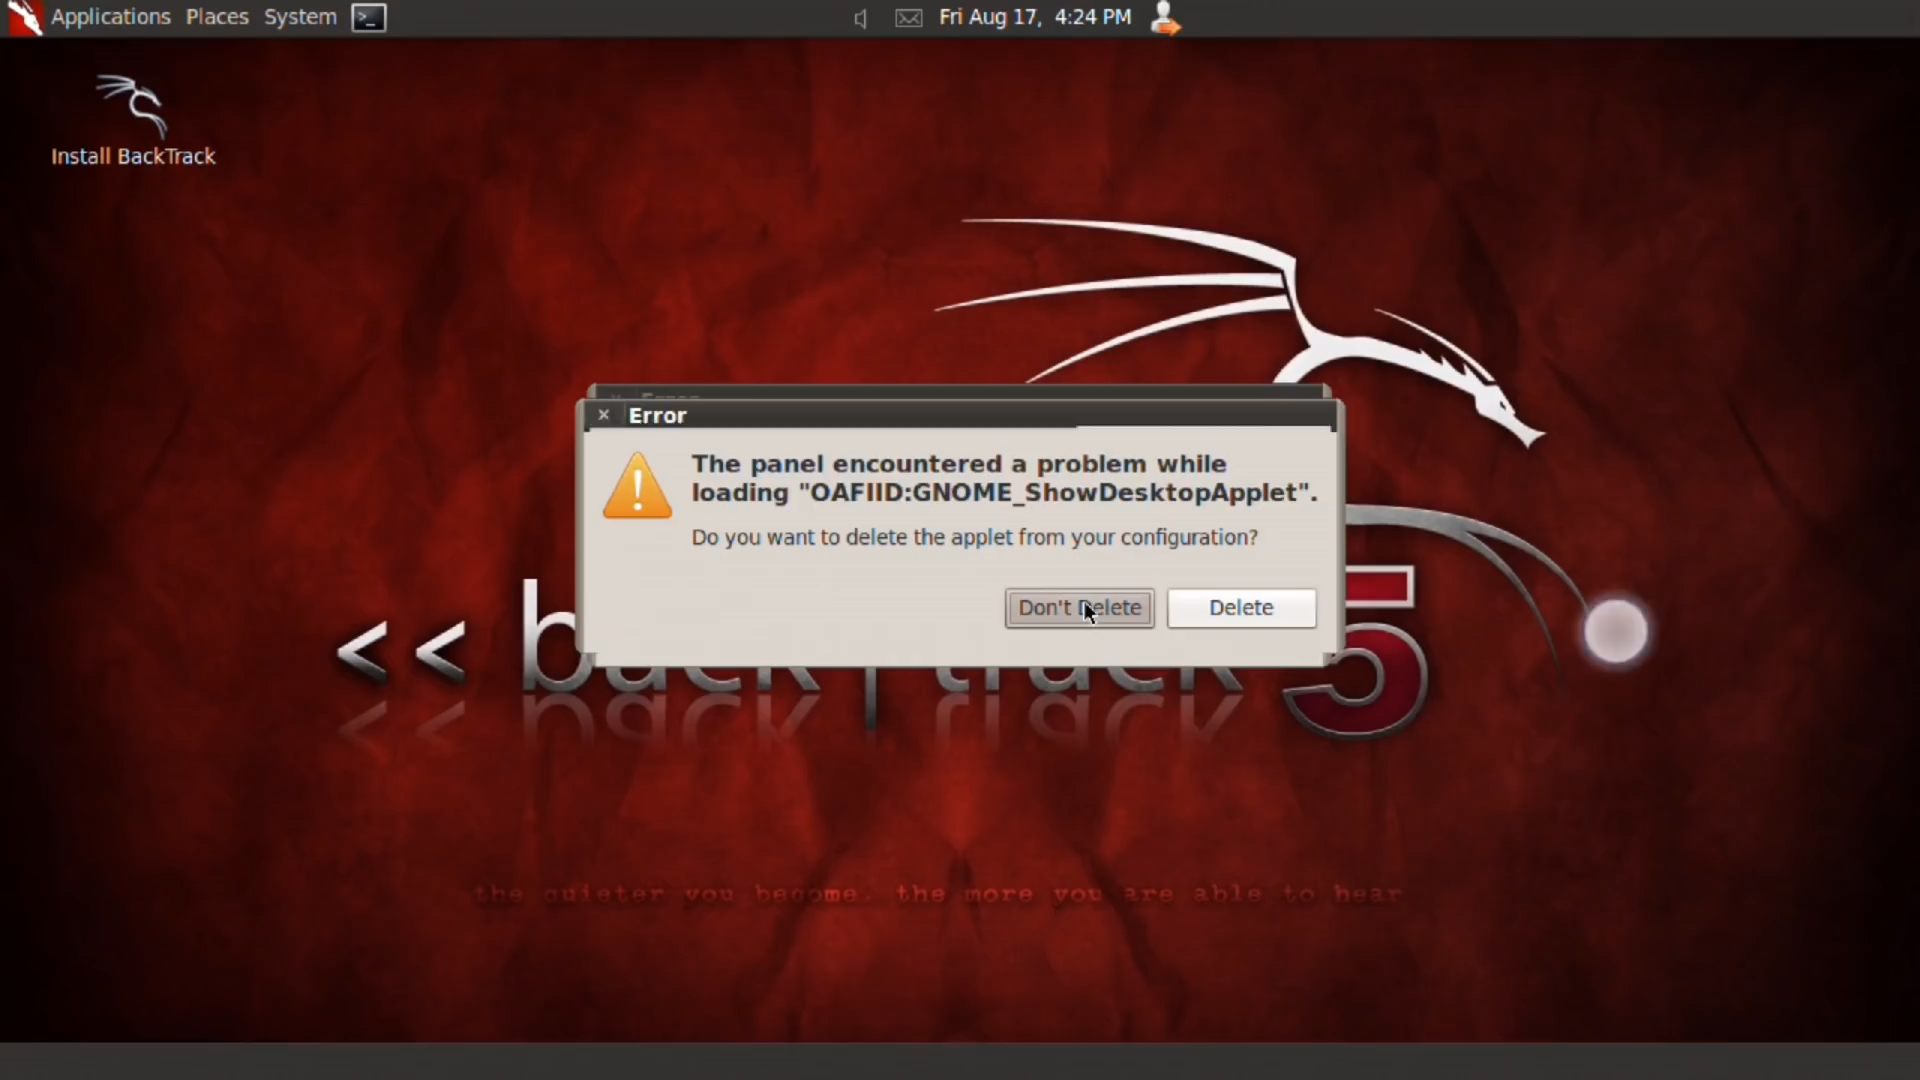 Applications Places System Fri Aug 17, 4:24 PM
Install BackTrack
Error
The panel encountered a problem while
loading "OAFIID:GNOME_ShowDesktopApplet".
Do you want to delete the applet from your configuration?
Don't Delete Delete
<< back | track 5
the quieter you become, the more you are able to hear